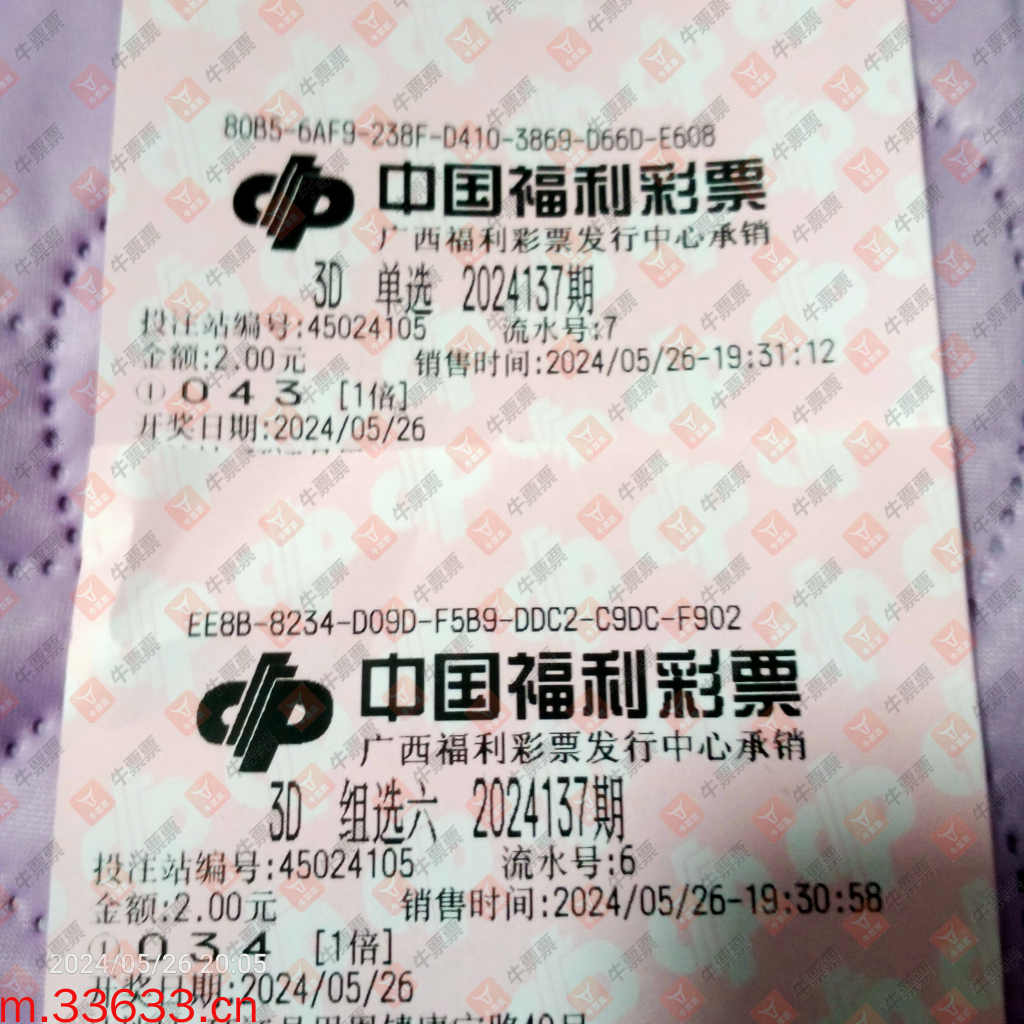 80B5-6AF9-238F-D410-3869-D66D-E608
中国福利彩票
广西福利彩票发行中心承销
3D 单选 2024137期
投注站编号:45024105 流水号:7
金额:2.00元 销售时间:2024/05/26-19:31:12
① 0 4 3 [1倍]
开奖日期:2024/05/26
EE8B-8234-D09D-F5B9-DDC2-C9DC-F902
中国福利彩票
广西福利彩票发行中心承销
3D 组选六 2024137期
投注站编号:45024105 流水号:6
金额:2.00元 销售时间:2024/05/26-19:30:58
① 0 3 4 [1倍]
2024/05/26 20:05
开奖日期:2024/05/26
m.33633.cn
牛票票